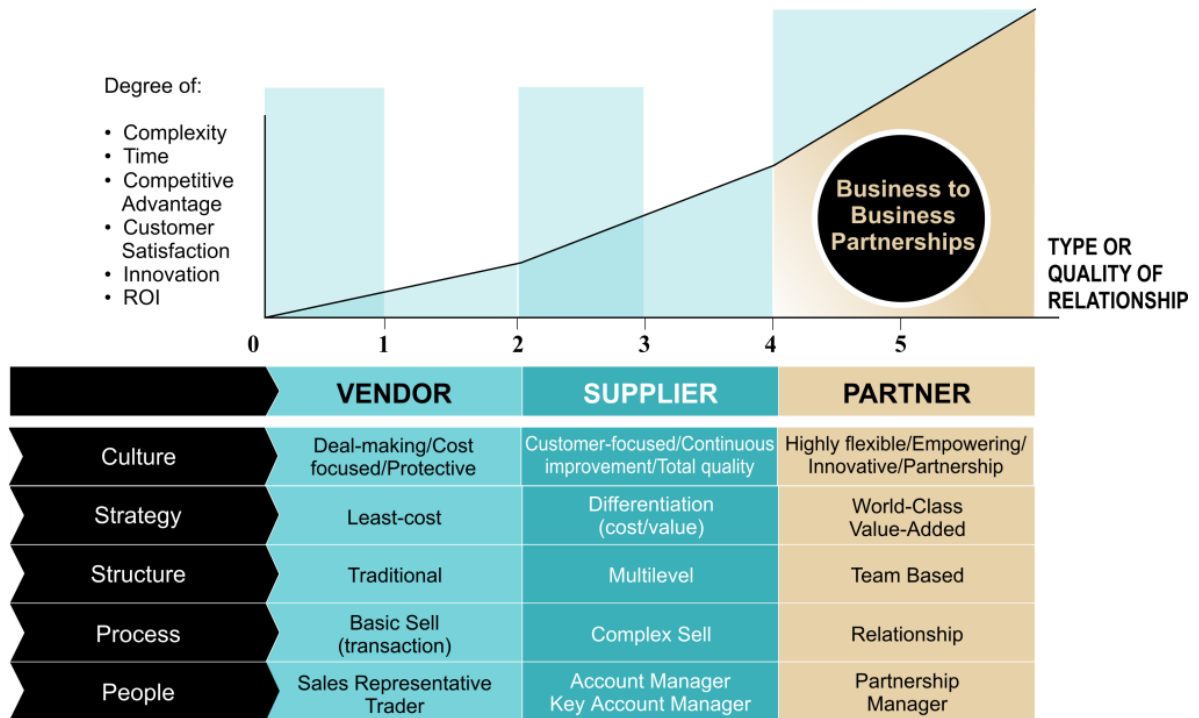 Degree of:
• Complexity
• Time
• Competitive
Advantage
• Customer
Satisfaction
• Innovation
• ROI
Business to
Business
Partnerships
TYPE OR
QUALITY OF
RELATIONSHIP
0 1 2 3 4 5
VENDOR SUPPLIER PARTNER
Culture
Deal-making/Cost
focused/Protective
Customer-focused/Continuous
improvement/Total quality
Highly flexible/Empowering/
Innovative/Partnership
Strategy
Least-cost
Differentiation
(cost/value)
World-Class
Value-Added
Structure
Traditional
Multilevel
Team Based
Process
Basic Sell
(transaction)
Complex Sell
Relationship
People
Sales Representative
Trader
Account Manager
Key Account Manager
Partnership
Manager